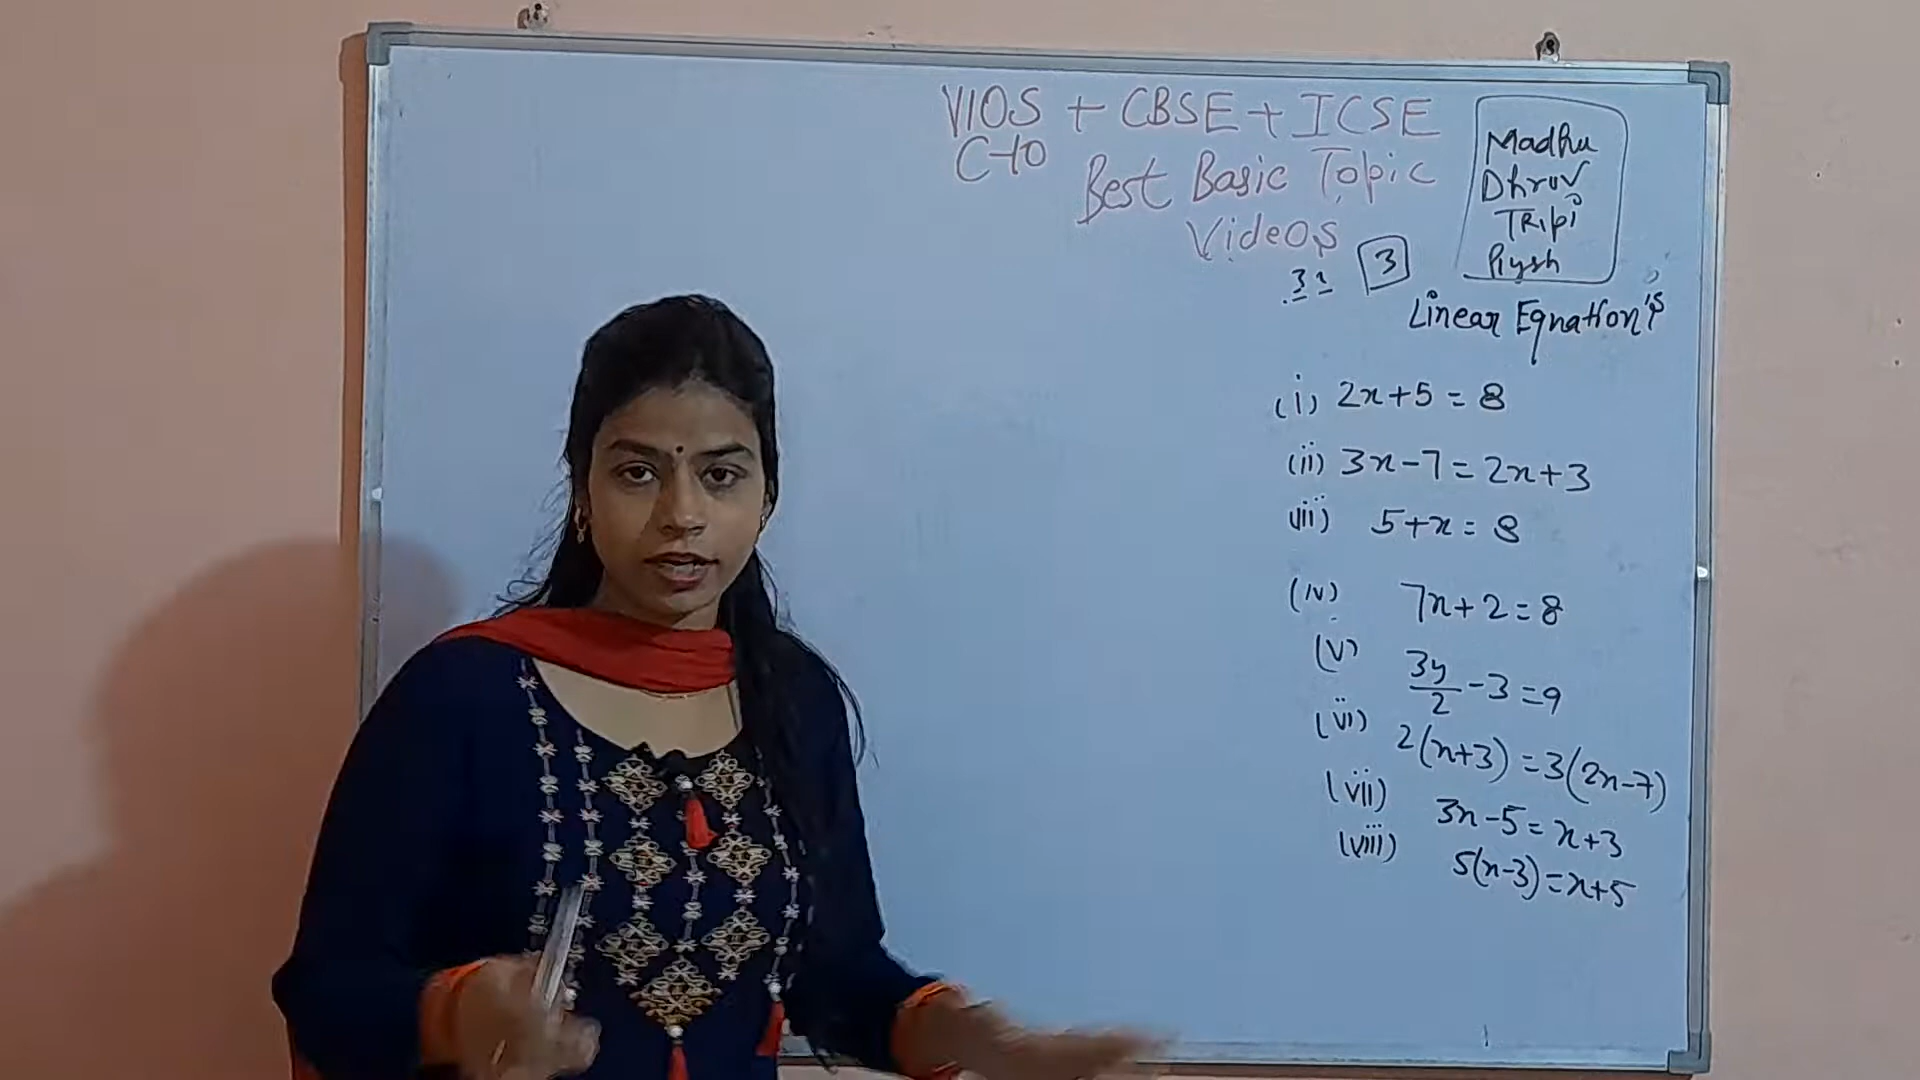 VIOS + CBSE + ICSE
C-10 Best Basic Topic
Videos
Madhu
Dhruv
TRIPI
Piysh
3
Linear Equation's
(i) 2x+5 = 8
(ii) 3x-7 = 2x+3
(iii) 5+x = 8
(iv) 7x+2 = 8
(v) 3y/2 - 3 = 9
(vi) 2(x+3) = 3(2x-7)
(vii) 3x-5 = x+3
(viii) 5(x-3) = x+5